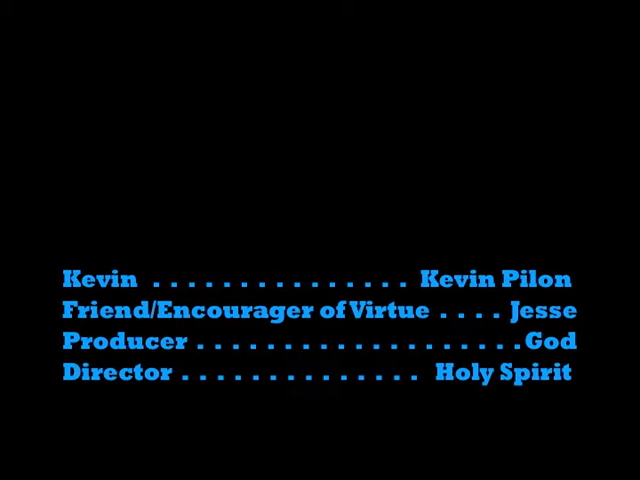 Kevin . . . . . . . . . . . . . . . Kevin Pilon
Friend/Encourager of Virtue . . . . Jesse
Producer . . . . . . . . . . . . . . . . . . . God
Director . . . . . . . . . . . . . . Holy Spirit